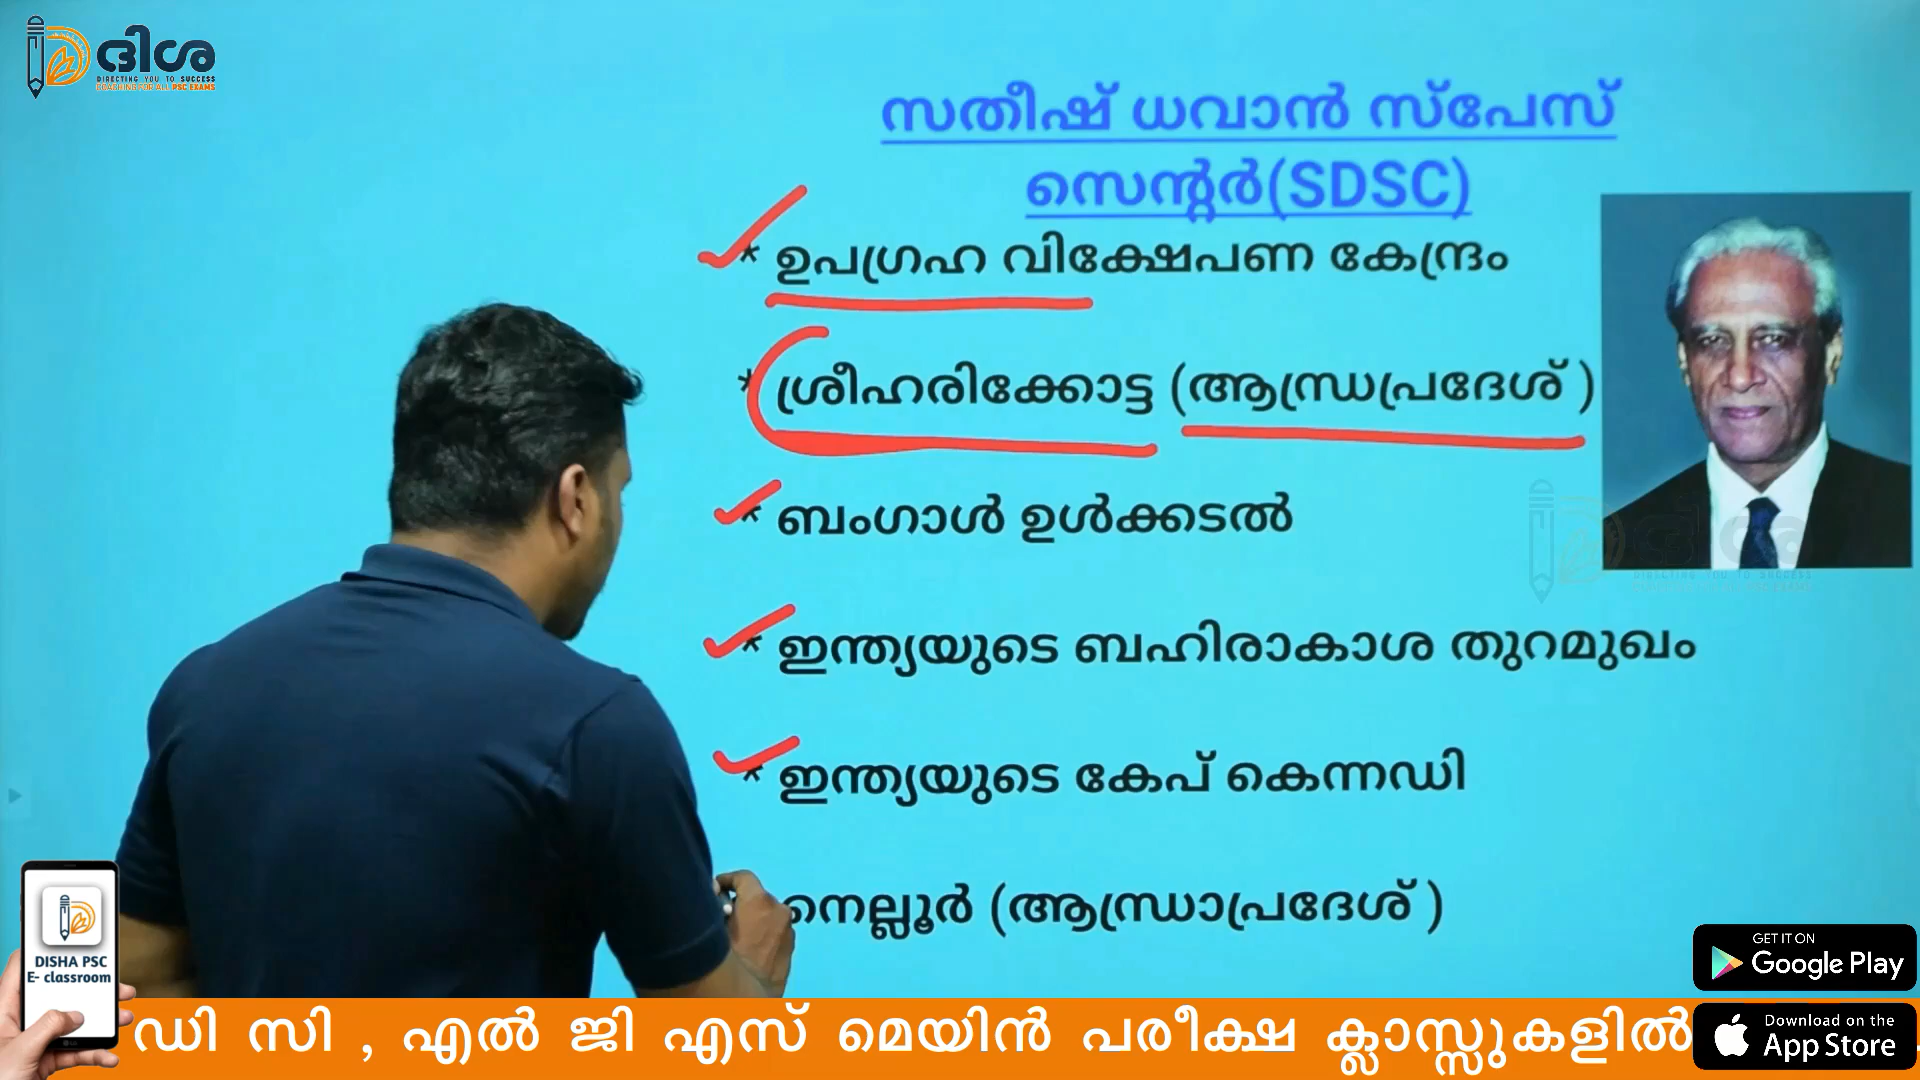 ദിശ
DIRECTING YOU TO SUCCESS
COACHING FOR ALL PSC EXAMS
സതീഷ് ധവാൻ സ്പേസ്
സെന്റർ(SDSC)
* ഉപഗ്രഹ വിക്ഷേപണ കേന്ദ്രം
* ശ്രീഹരിക്കോട്ട (ആന്ധ്രപ്രദേശ് )
* ബംഗാൾ ഉൾക്കടൽ
* ഇന്ത്യയുടെ ബഹിരാകാശ തുറമുഖം
* ഇന്ത്യയുടെ കേപ് കെന്നഡി
നെല്ലൂർ (ആന്ധ്രാപ്രദേശ് )
DISHA PSC
E- classroom
GET IT ON
Google Play
Download on the
App Store
ഡി സി , എൽ ജി എസ് മെയിൻ പരീക്ഷ ക്ലാസ്സുകളിൽ